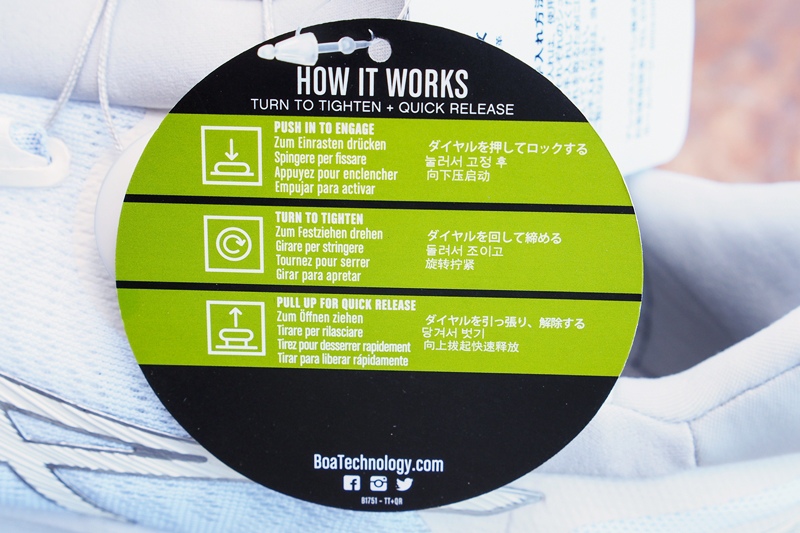 HOW IT WORKS
TURN TO TIGHTEN + QUICK RELEASE
PUSH IN TO ENGAGE
Zum Einrasten drücken
Spingere per fissare
Appuyez pour enclencher
Empujar para activar
ダイヤルを押してロックする
눌러서 고정 후
向下压启动
TURN TO TIGHTEN
Zum Festziehen drehen
Girare per stringere
Tournez pour serrer
Girar para apretar
ダイヤルを回して締める
돌려서 조이고
旋转拧紧
PULL UP FOR QUICK RELEASE
Zum Öffnen ziehen
Tirare per rilasciare
Tirez pour desserrer rapidement
Tirar para liberar rápidamente
ダイヤルを引っ張り、解除する
당겨서 벗기
向上拔起快速释放
BoaTechnology.com
B1751 - TT+QR